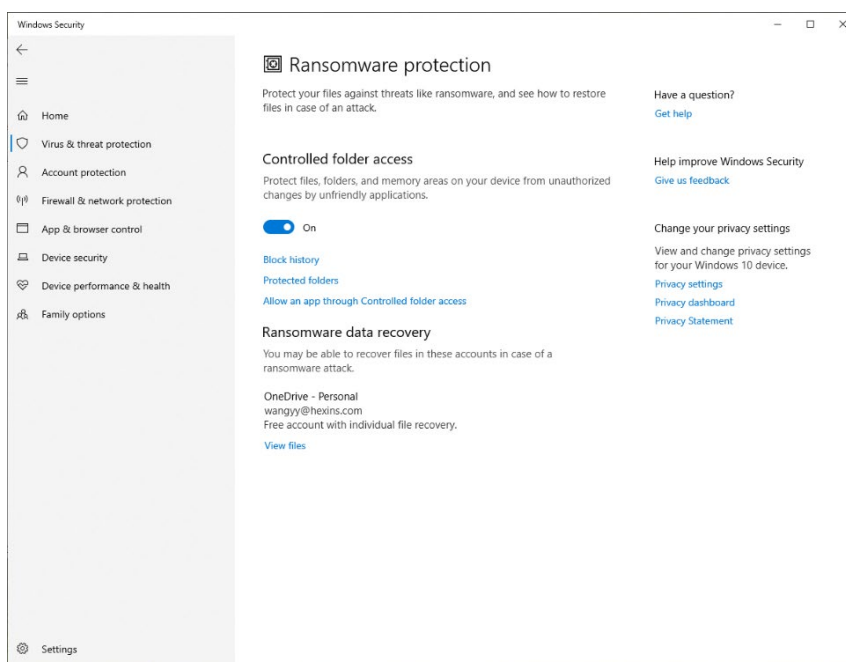 Windows Security
Home
Virus & threat protection
Account protection
Firewall & network protection
App & browser control
Device security
Device performance & health
Family options
Settings
Ransomware protection
Protect your files against threats like ransomware, and see how to restore
files in case of an attack.
Controlled folder access
Protect files, folders, and memory areas on your device from unauthorized
changes by unfriendly applications.
On
Block history
Protected folders
Allow an app through Controlled folder access
Ransomware data recovery
You may be able to recover files in these accounts in case of a
ransomware attack.
OneDrive - Personal
wangyy@hexins.com
Free account with individual file recovery.
View files
Have a question?
Get help
Help improve Windows Security
Give us feedback
Change your privacy settings
View and change privacy settings
for your Windows 10 device.
Privacy settings
Privacy dashboard
Privacy Statement